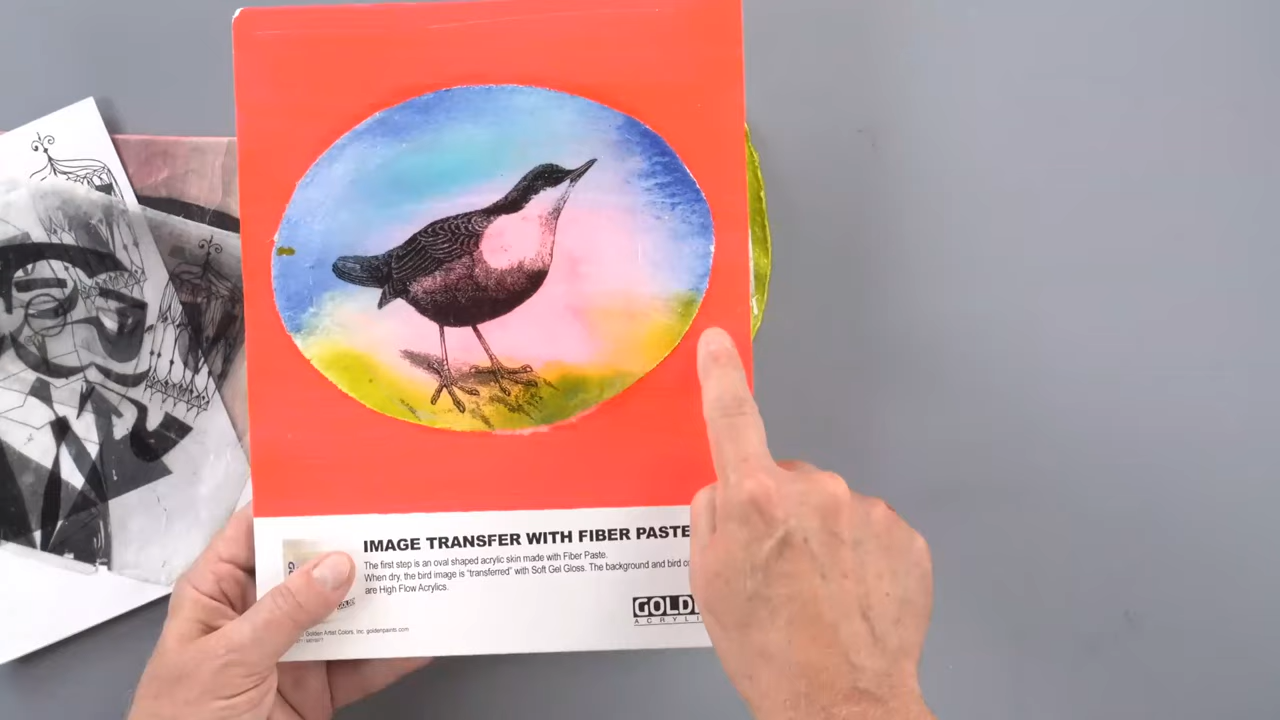 IMAGE TRANSFER WITH FIBER PASTE
The first step is an oval shaped acrylic skin made with Fiber Paste.
When dry, the bird image is “transferred” with Soft Gel Gloss. The background and bird
are High Flow Acrylics.
Golden Artist Colors, Inc. goldenpaints.com